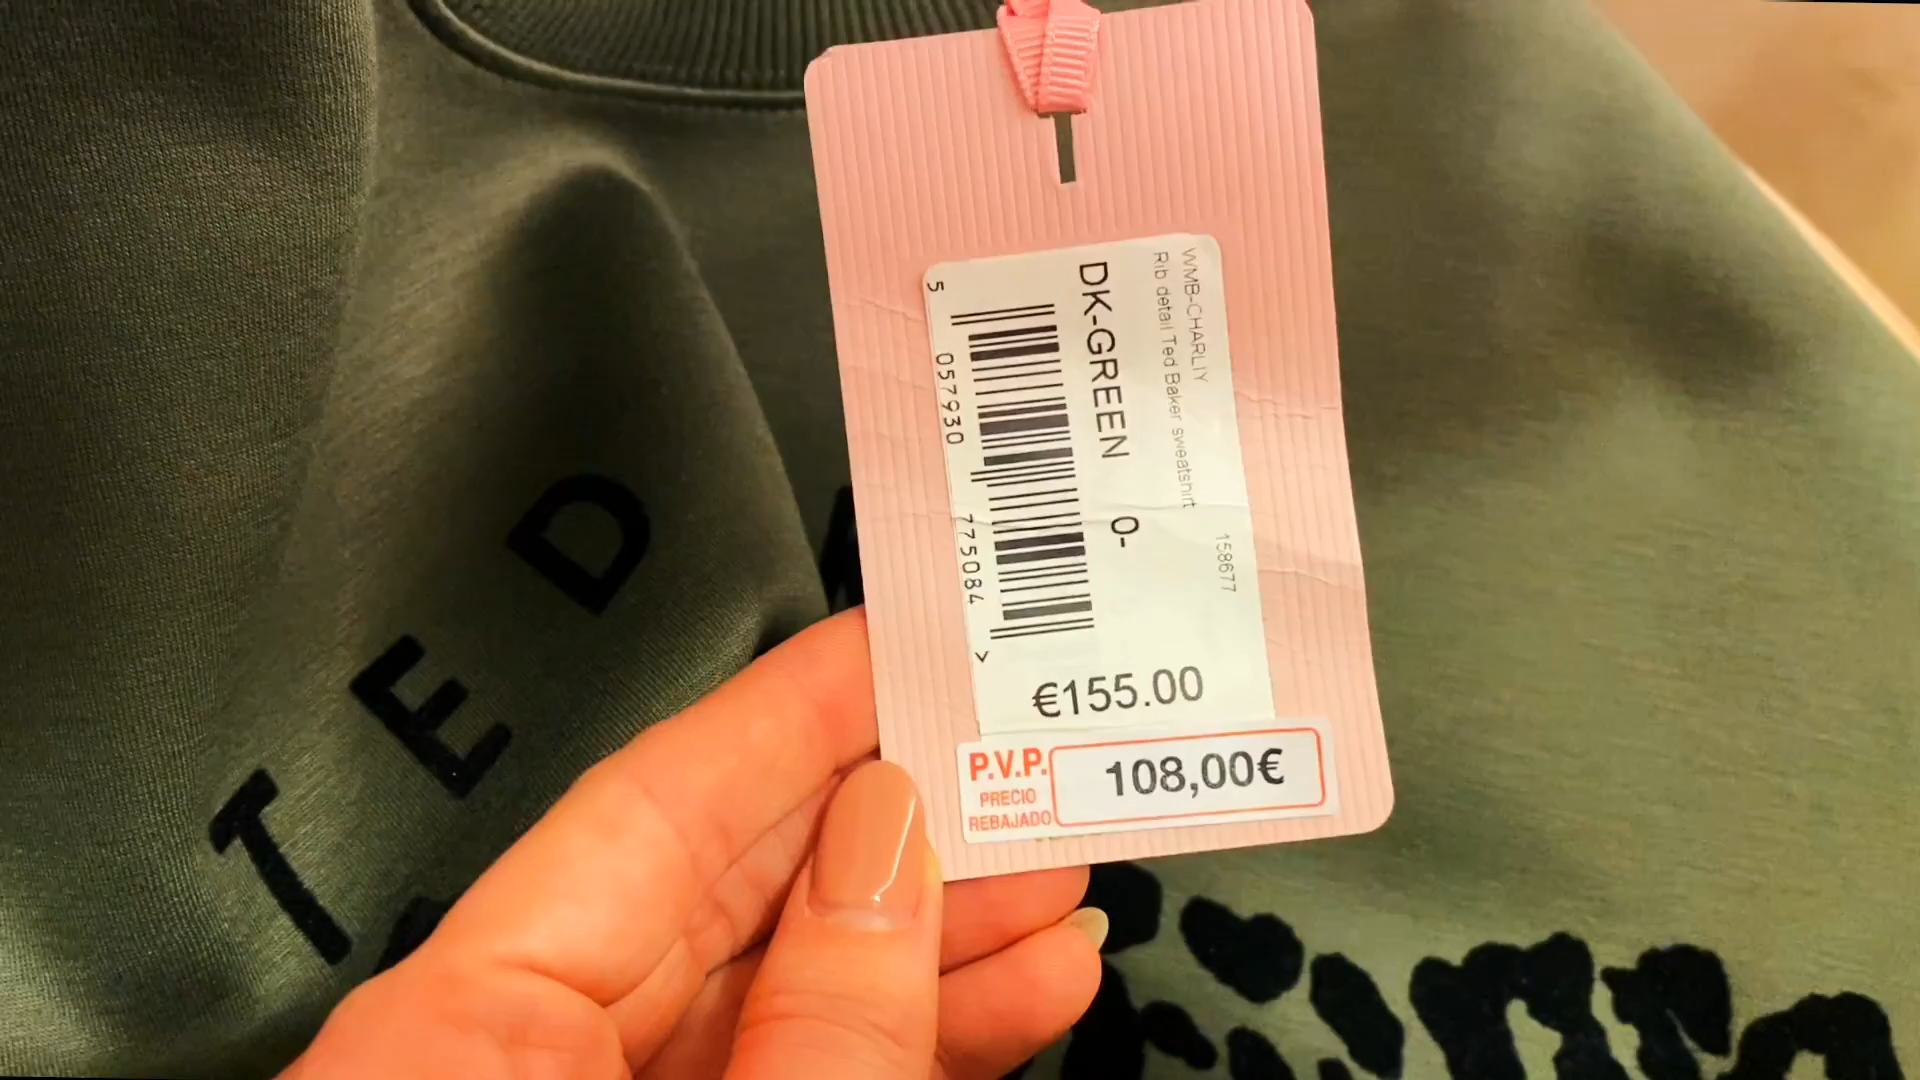 WMB-CHARLIY
Rib detail Ted Baker sweatshirt
158677
DK-GREEN 0-
5 057930 775084 >
€155.00
P.V.P.
PRECIO
REBAJADO
108,00€
TED